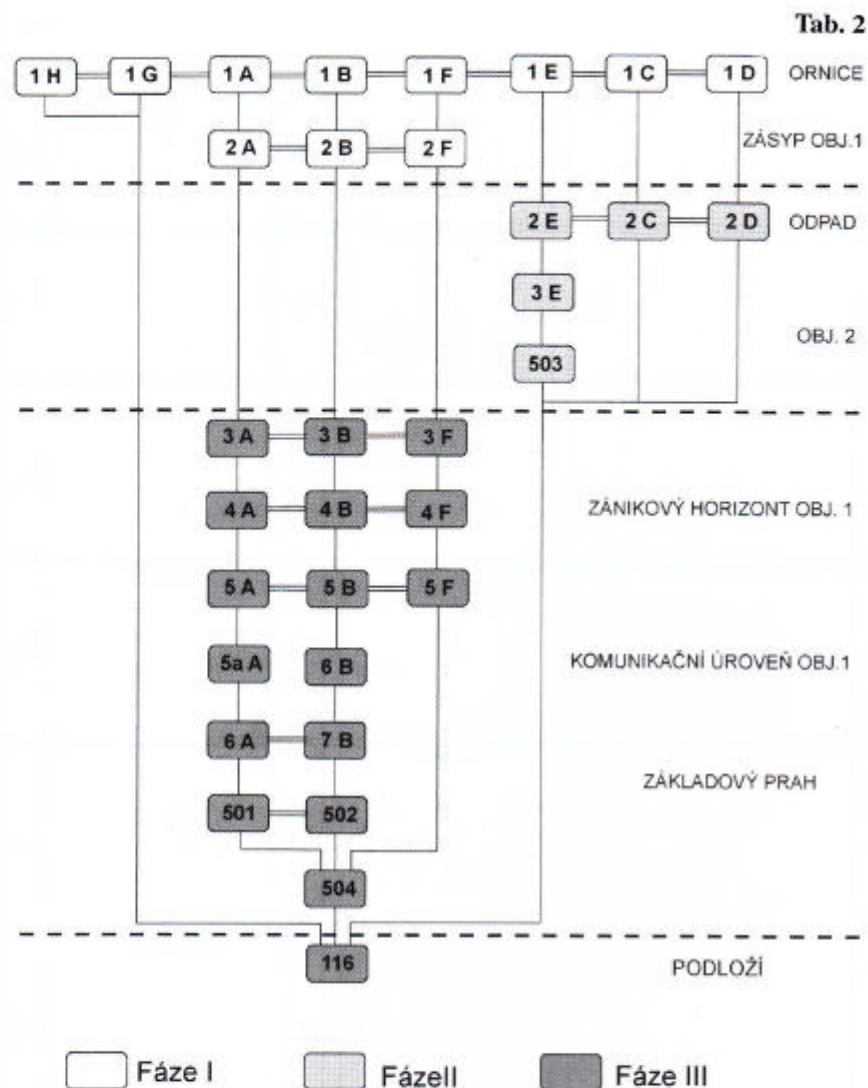 Tab. 2
1 H 1 G 1 A 1 B 1 F 1 E 1 C 1 D ORNICE
2 A 2 B 2 F ZÁSYP OBJ.1
2 E 2 C 2 D ODPAD
3 E
OBJ. 2
503
3 A 3 B 3 F
4 A 4 B 4 F ZÁNIKOVÝ HORIZONT OBJ. 1
5 A 5 B 5 F
5a A 6 B KOMUNIKAČNÍ ÚROVEŇ OBJ.1
6 A 7 B
ZÁKLADOVÝ PRAH
501 502
504
116 PODLOŽÍ
Fáze I FázeII Fáze III